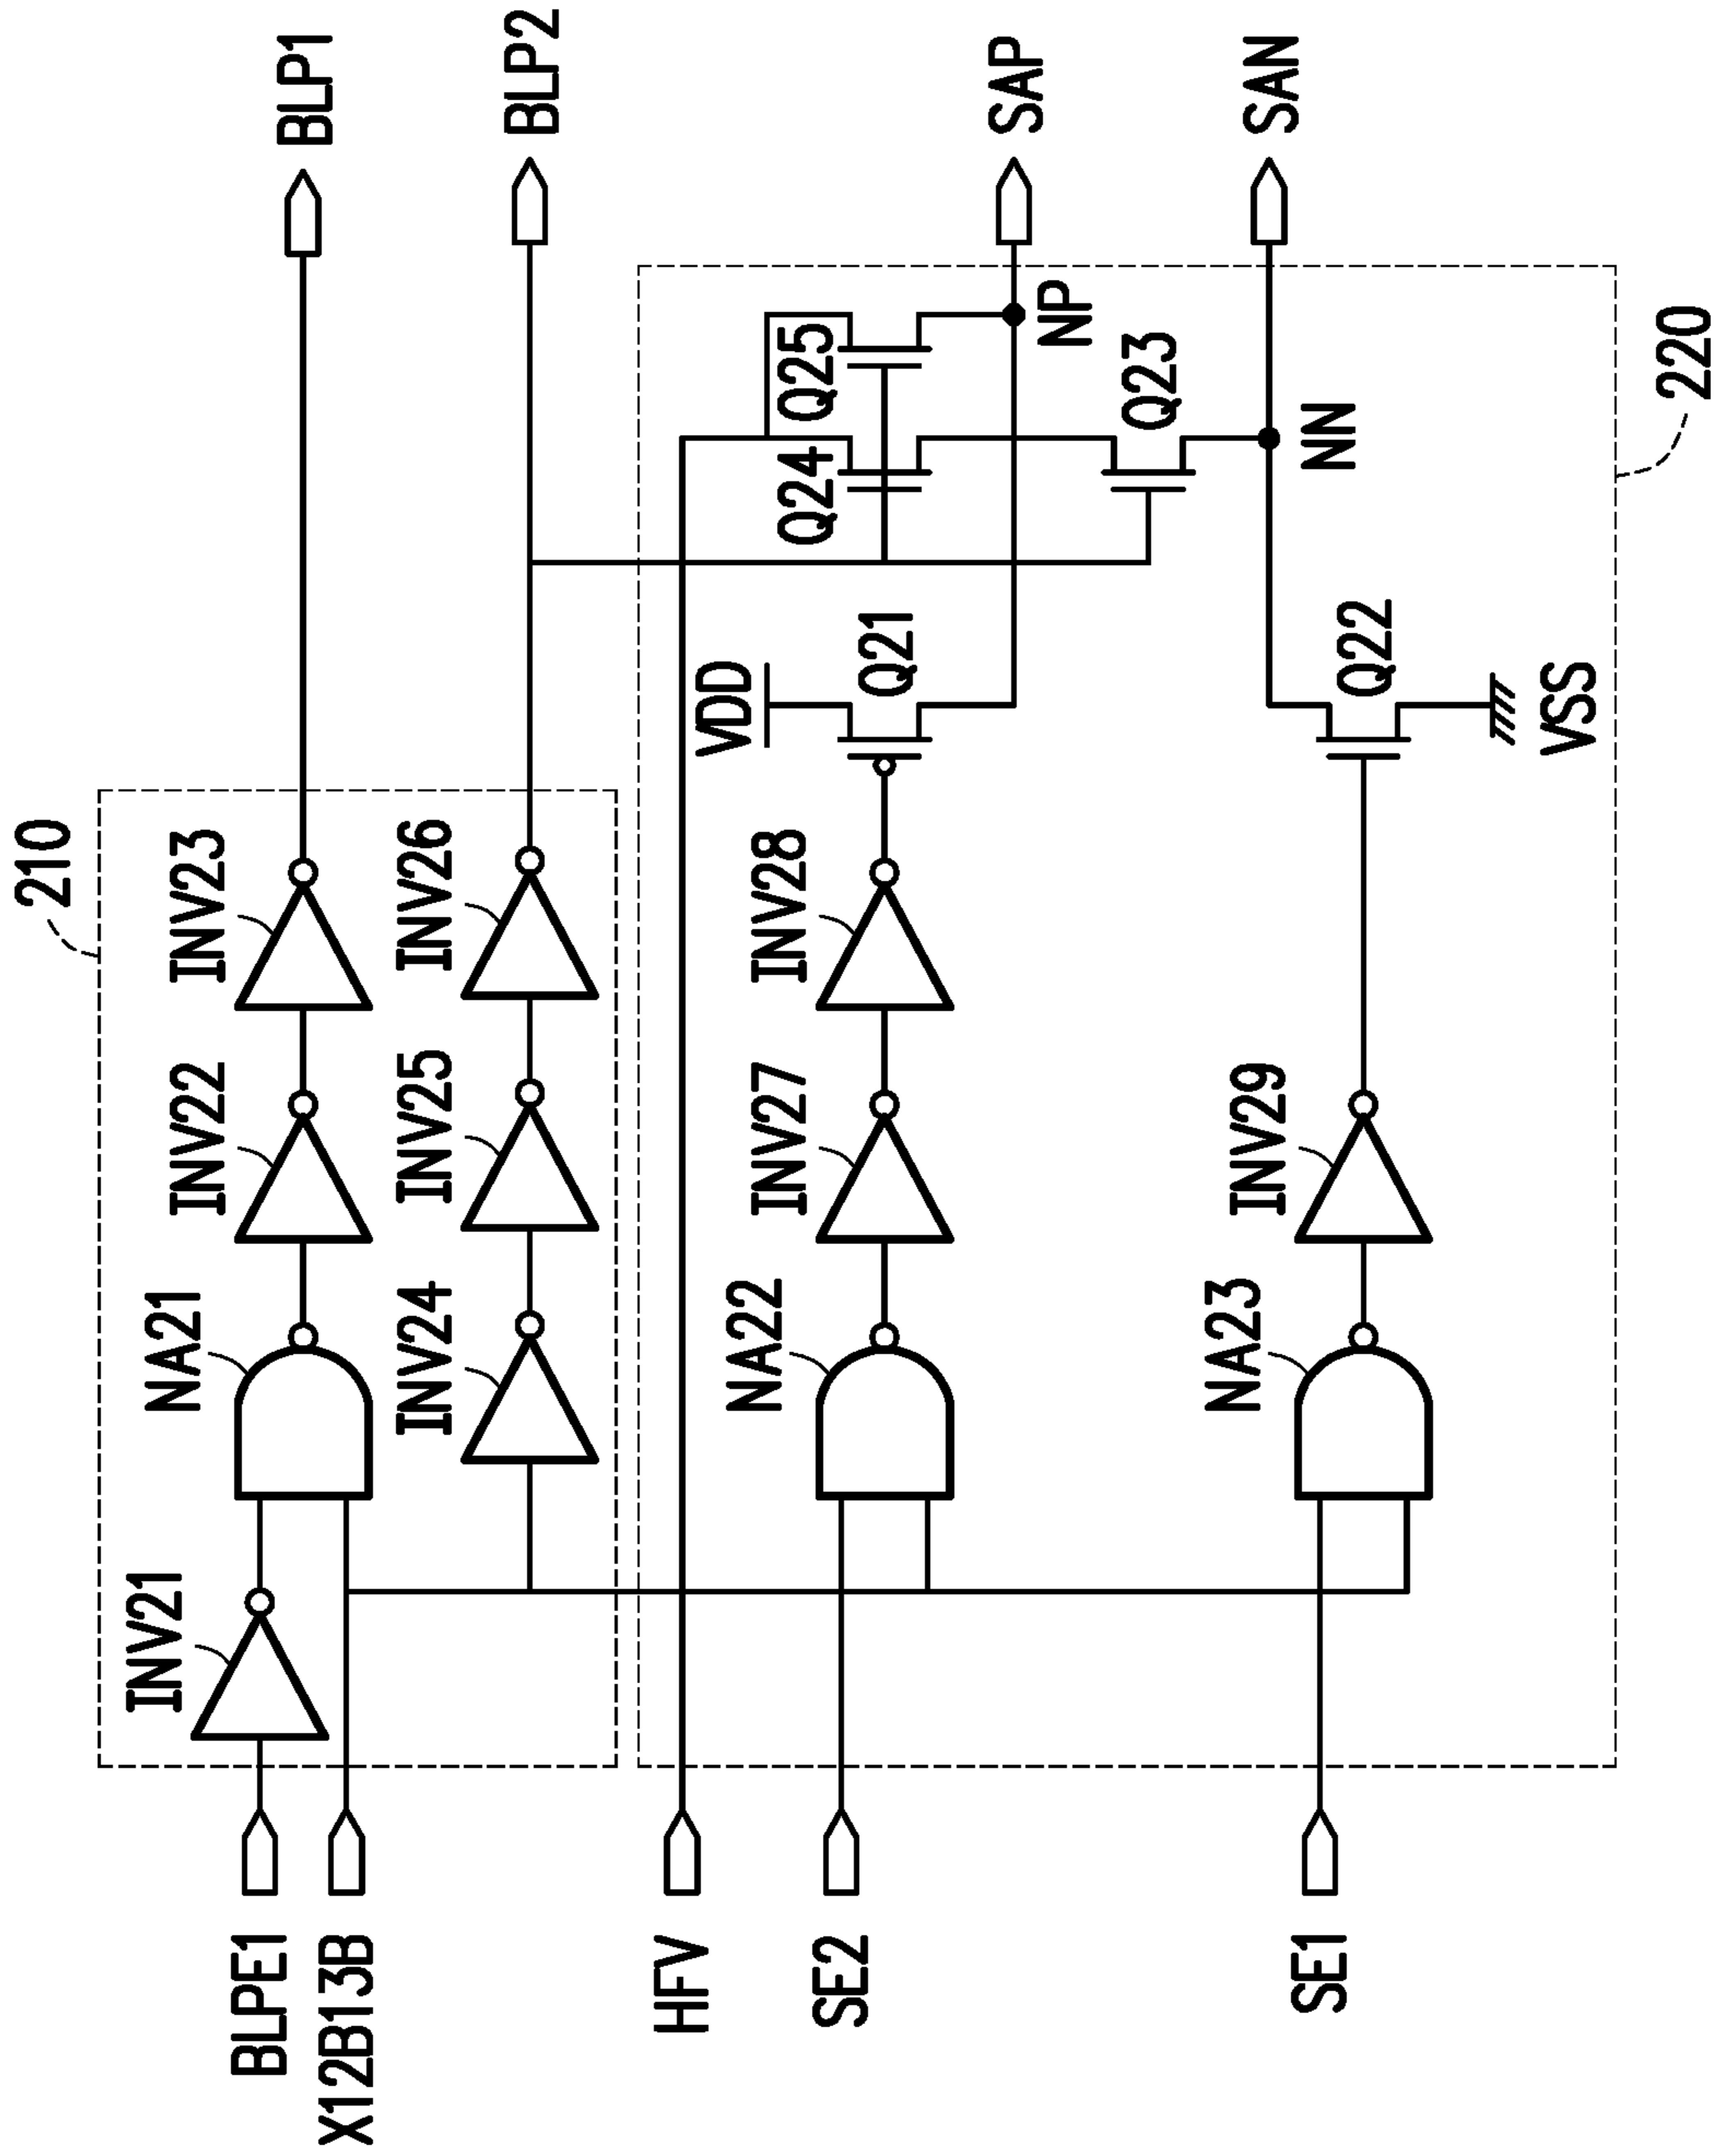 210
INV21
NA21
INV22
INV23
BLP1
BLPE1
X12B13B
INV24
INV25
INV26
BLP2
HFV
VDD
Q24
Q25
SE2
NA22
INV27
INV28
Q21
SAP
NP
Q23
SE1
NA23
INV29
Q22
SAN
NN
VSS
220